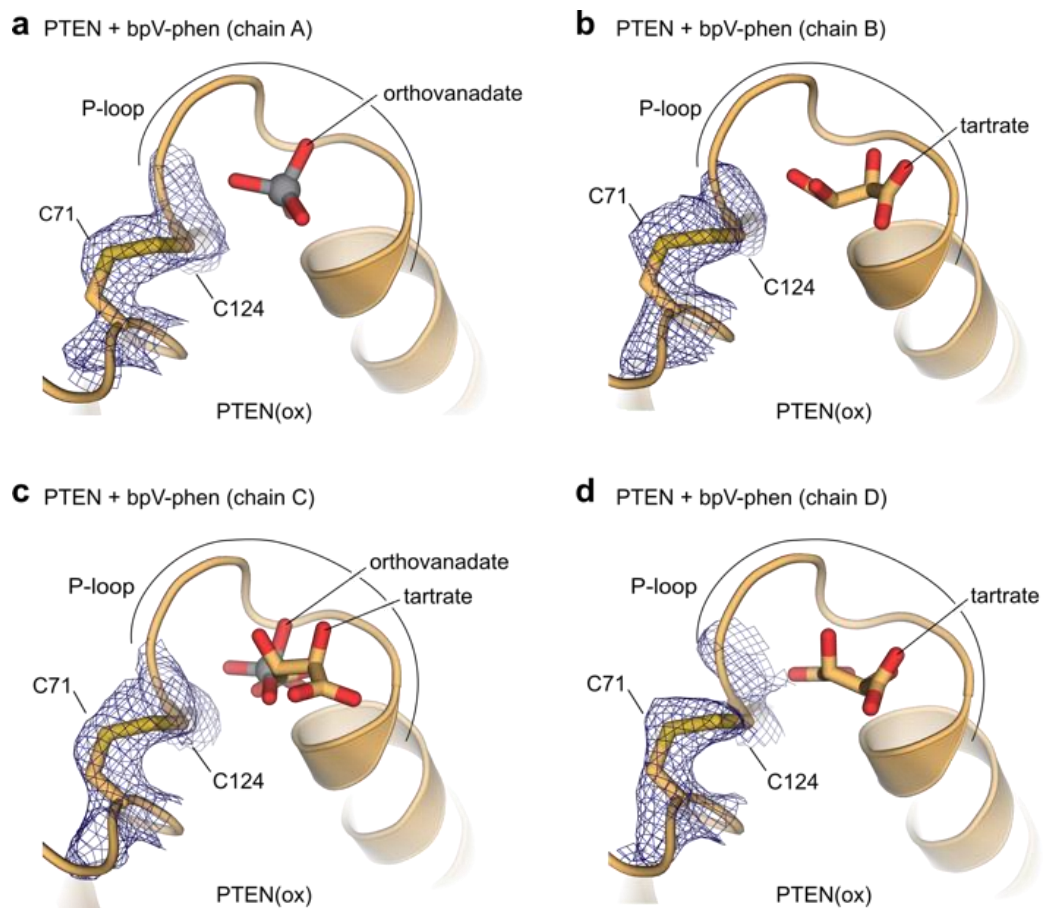 a PTEN + bpV-phen (chain A)
orthovanadate
P-loop
C71
C124
PTEN(ox)
b PTEN + bpV-phen (chain B)
tartrate
P-loop
C71
C124
PTEN(ox)
c PTEN + bpV-phen (chain C)
orthovanadate
tartrate
P-loop
C71
C124
PTEN(ox)
d PTEN + bpV-phen (chain D)
P-loop
tartrate
C71
C124
PTEN(ox)